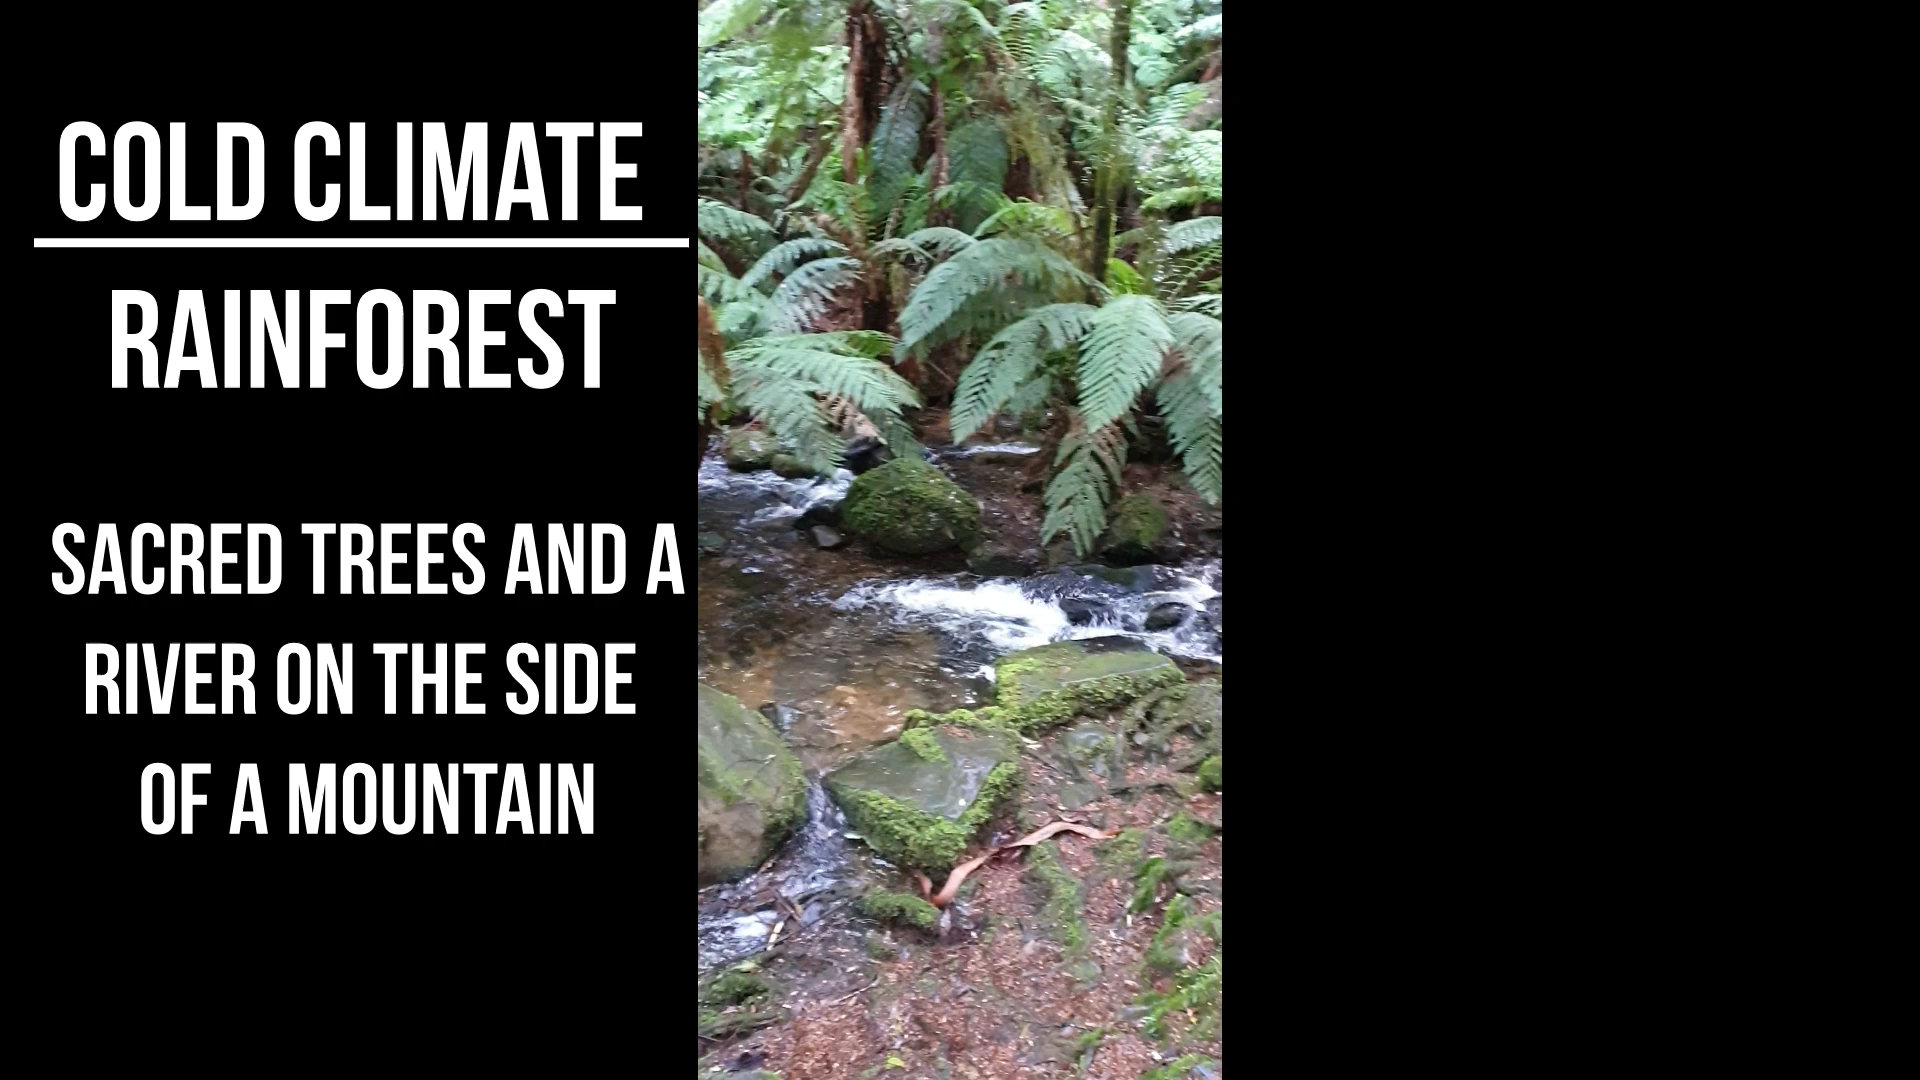 COLD CLIMATE
RAINFOREST
SACRED TREES AND A
RIVER ON THE SIDE
OF A MOUNTAIN